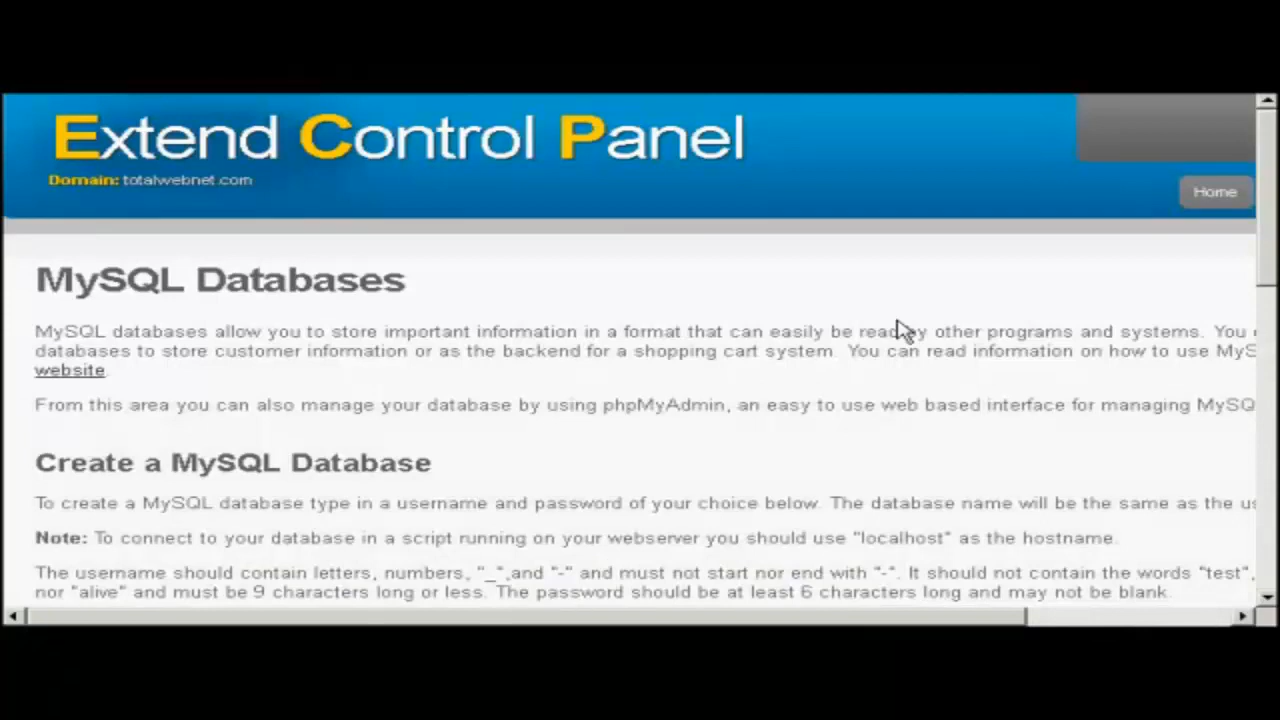 Extend Control Panel
Domain: totalwebnet.com
Home
MySQL Databases
MySQL databases allow you to store important information in a format that can easily be read by other programs and systems. You
databases to store customer information or as the backend for a shopping cart system. You can read information on how to use MyS
website.
From this area you can also manage your database by using phpMyAdmin, an easy to use web based interface for managing MySQ
Create a MySQL Database
To create a MySQL database type in a username and password of your choice below. The database name will be the same as the us
Note: To connect to your database in a script running on your webserver you should use "localhost" as the hostname.
The username should contain letters, numbers, "_",and "-" and must not start nor end with "-". It should not contain the words "test",
nor "alive" and must be 9 characters long or less. The password should be at least 6 characters long and may not be blank.